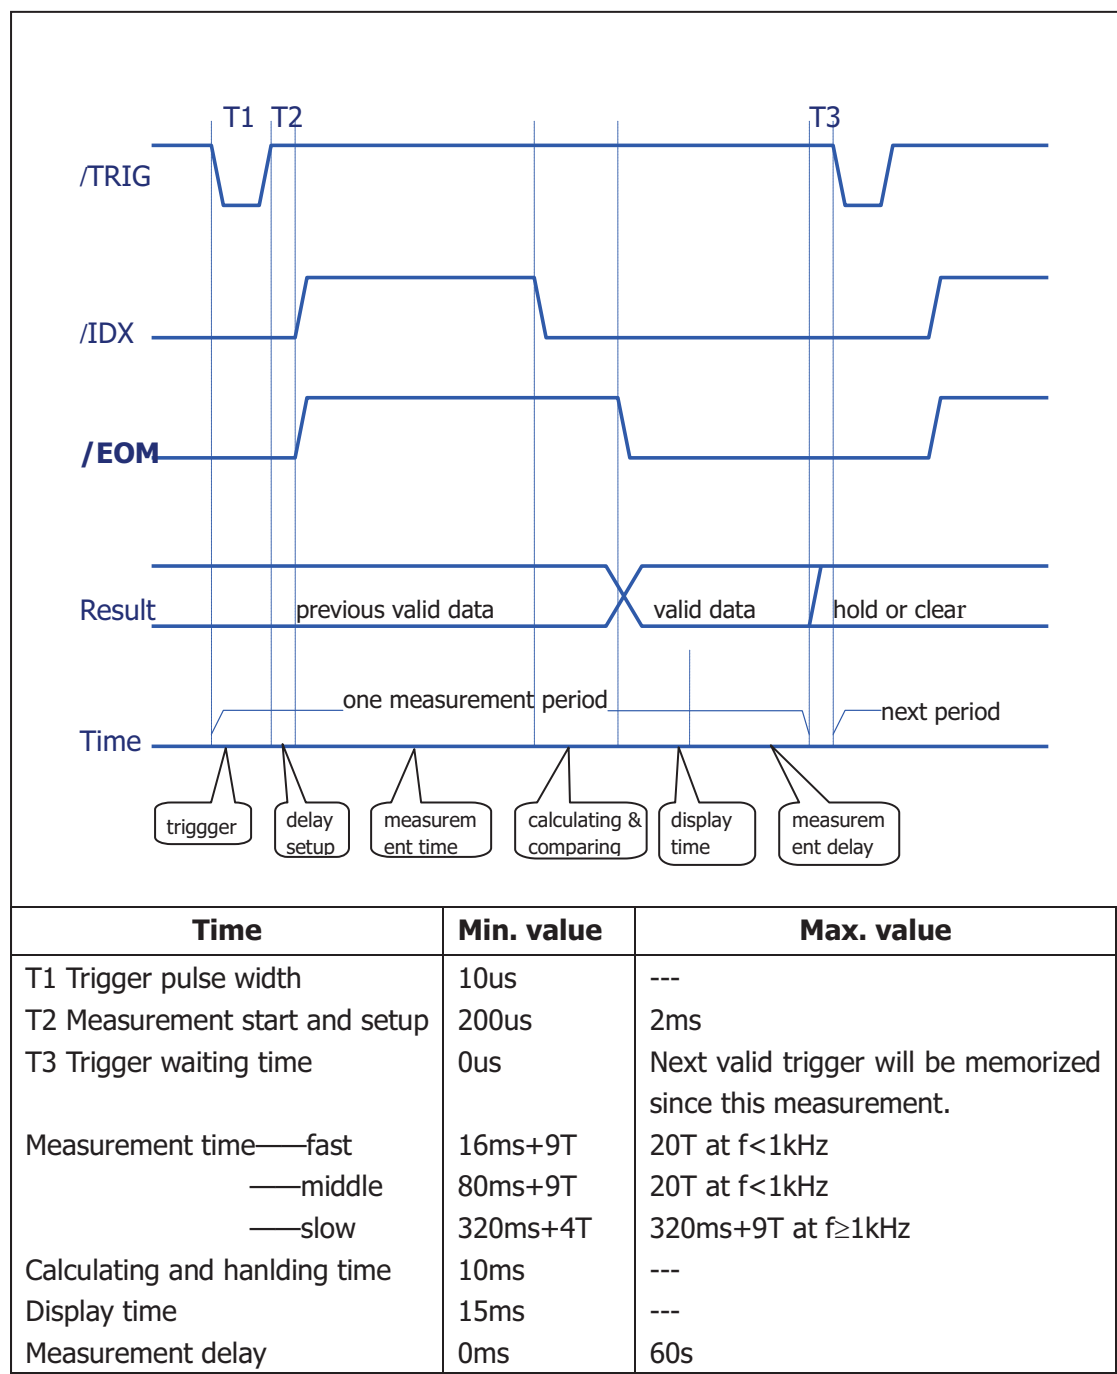 T1 T2 T3
/TRIG
/IDX
/EOM
Result previous valid data valid data hold or clear
one measurement period next period
Time
triggger
delay
setup
measurem
ent time
calculating &
comparing
display
time
measurem
ent delay
Time Min. value Max. value
T1 Trigger pulse width 10us ---
T2 Measurement start and setup 200us 2ms
T3 Trigger waiting time 0us Next valid trigger will be memorized
since this measurement.
Measurement time——fast 16ms+9T 20T at f<1kHz
——middle 80ms+9T 20T at f<1kHz
——slow 320ms+4T 320ms+9T at f≥1kHz
Calculating and hanlding time 10ms ---
Display time 15ms ---
Measurement delay 0ms 60s